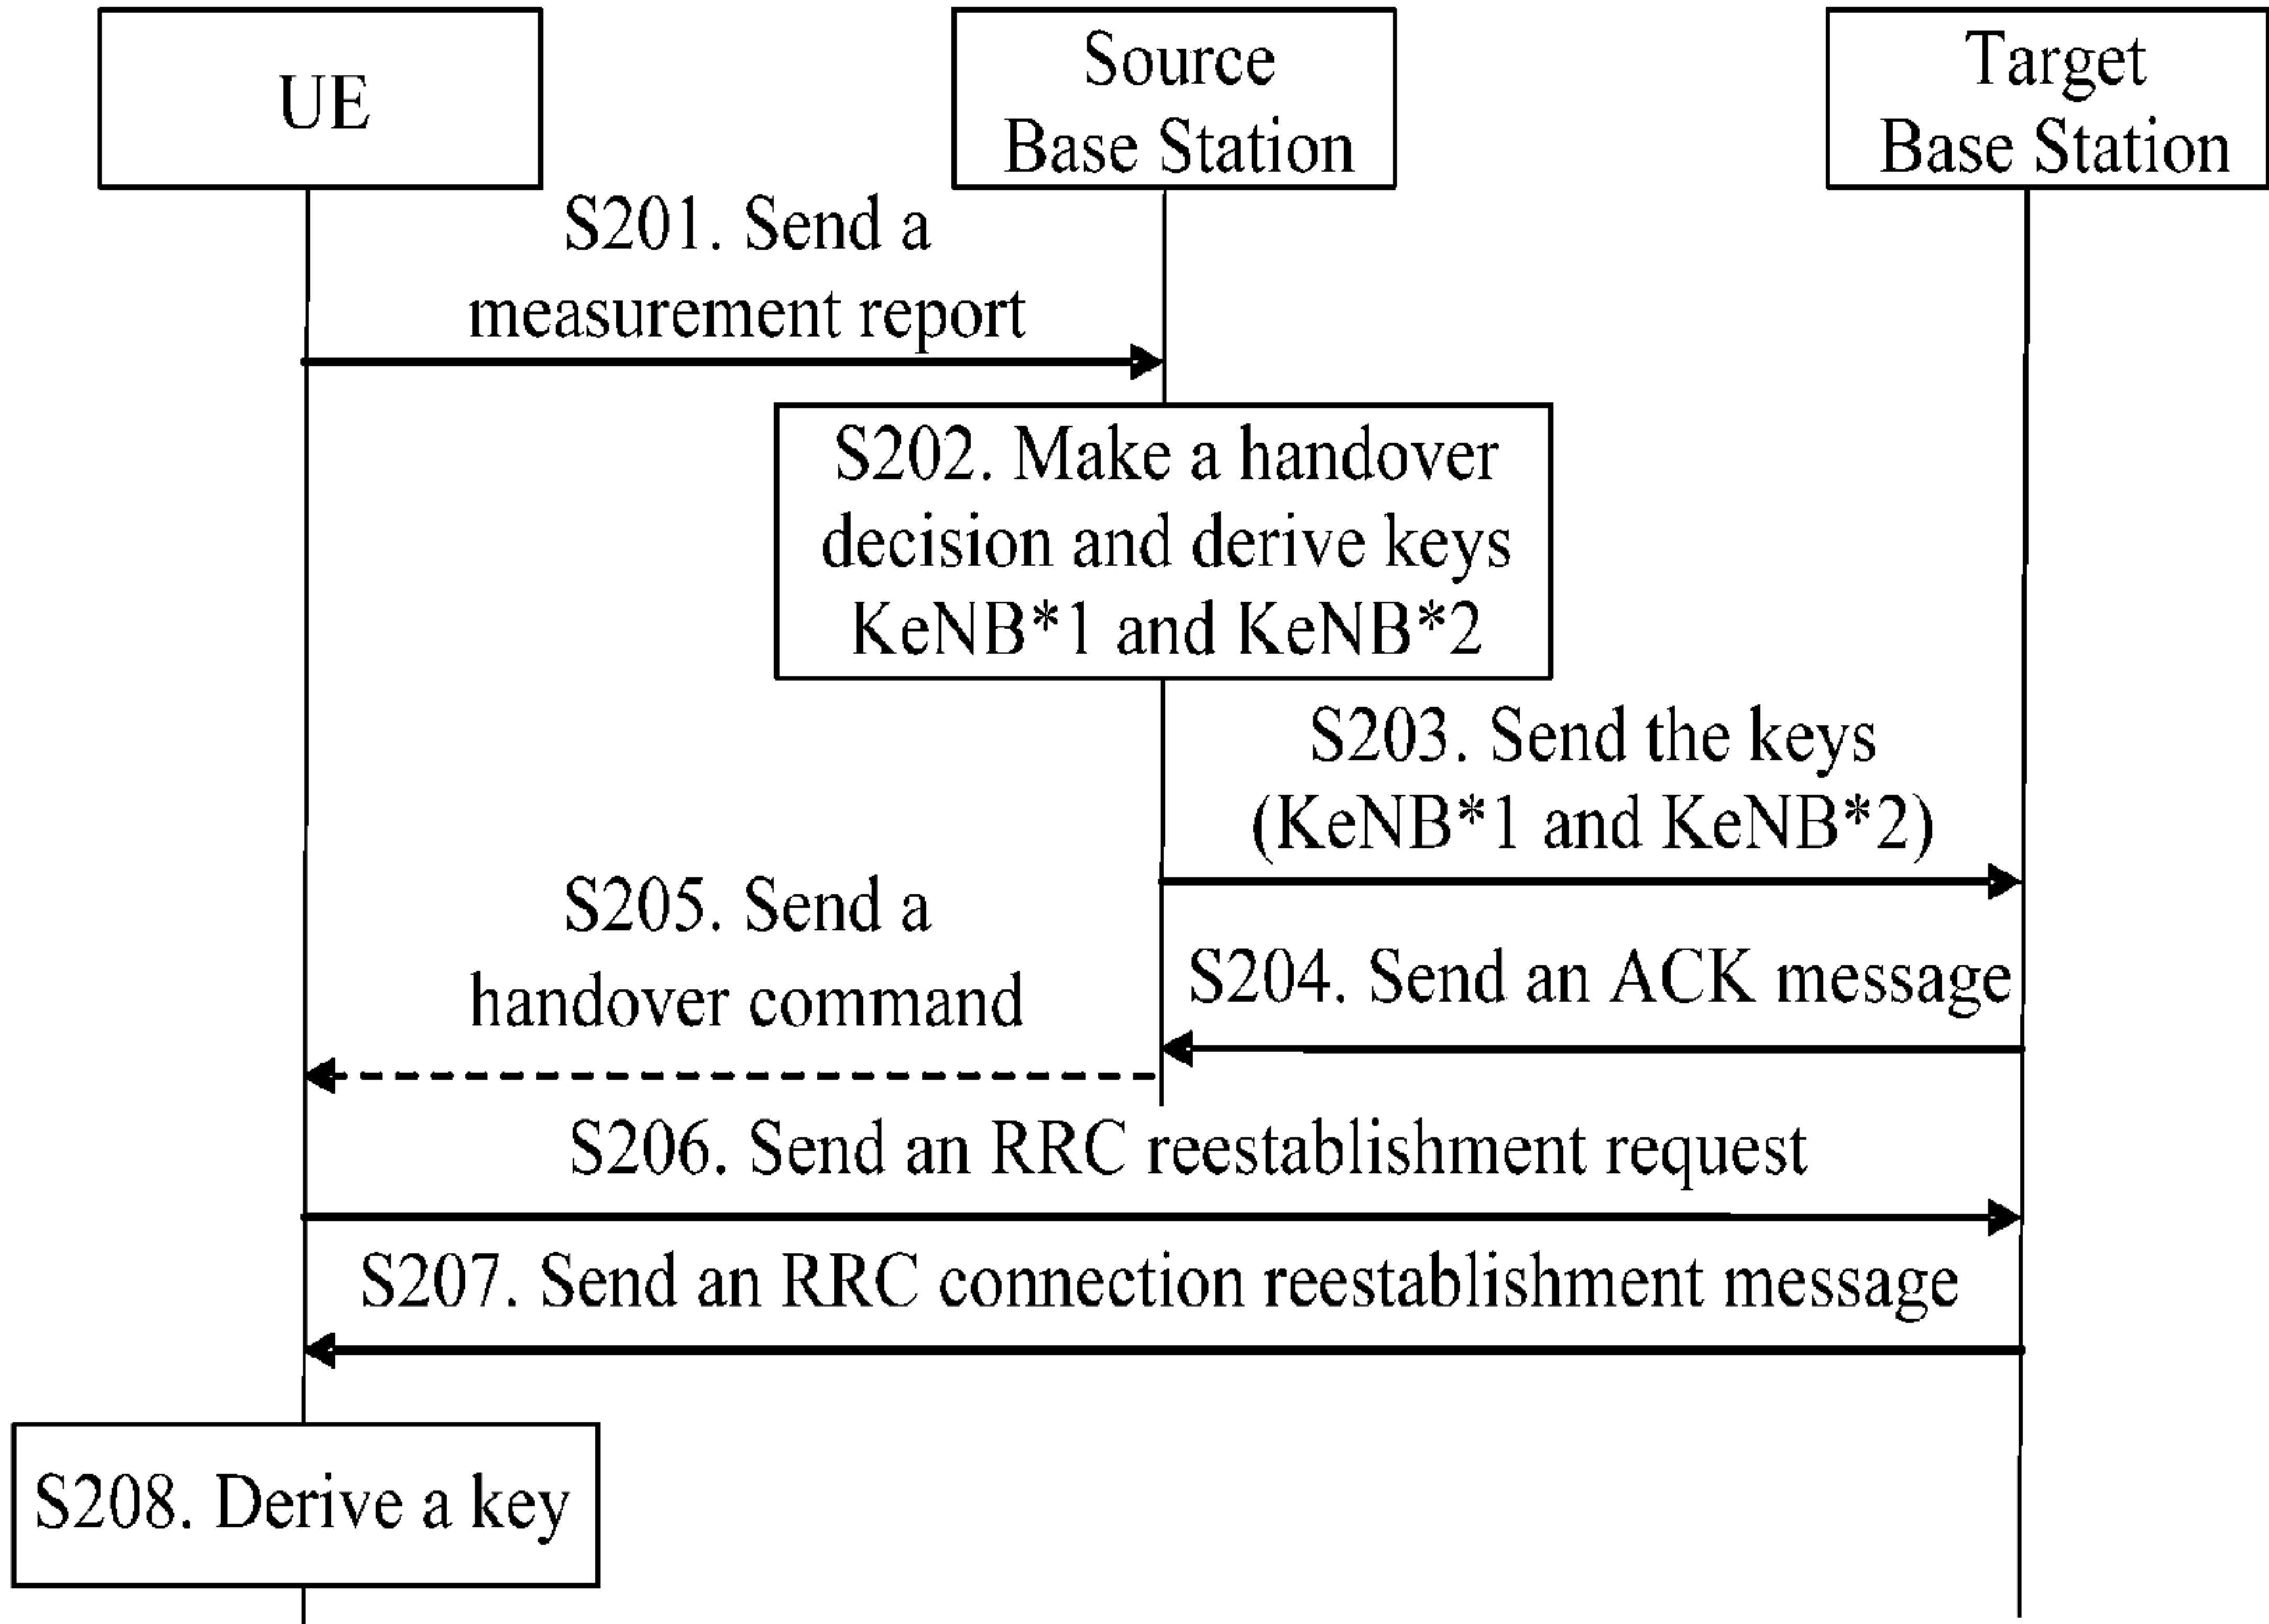 UE
Source
Base Station
Target
Base Station
S201. Send a
measurement report
S202. Make a handover
decision and derive keys
KeNB*1 and KeNB*2
S203. Send the keys
(KeNB*1 and KeNB*2)
S205. Send a
handover command
S204. Send an ACK message
S206. Send an RRC reestablishment request
S207. Send an RRC connection reestablishment message
S208. Derive a key